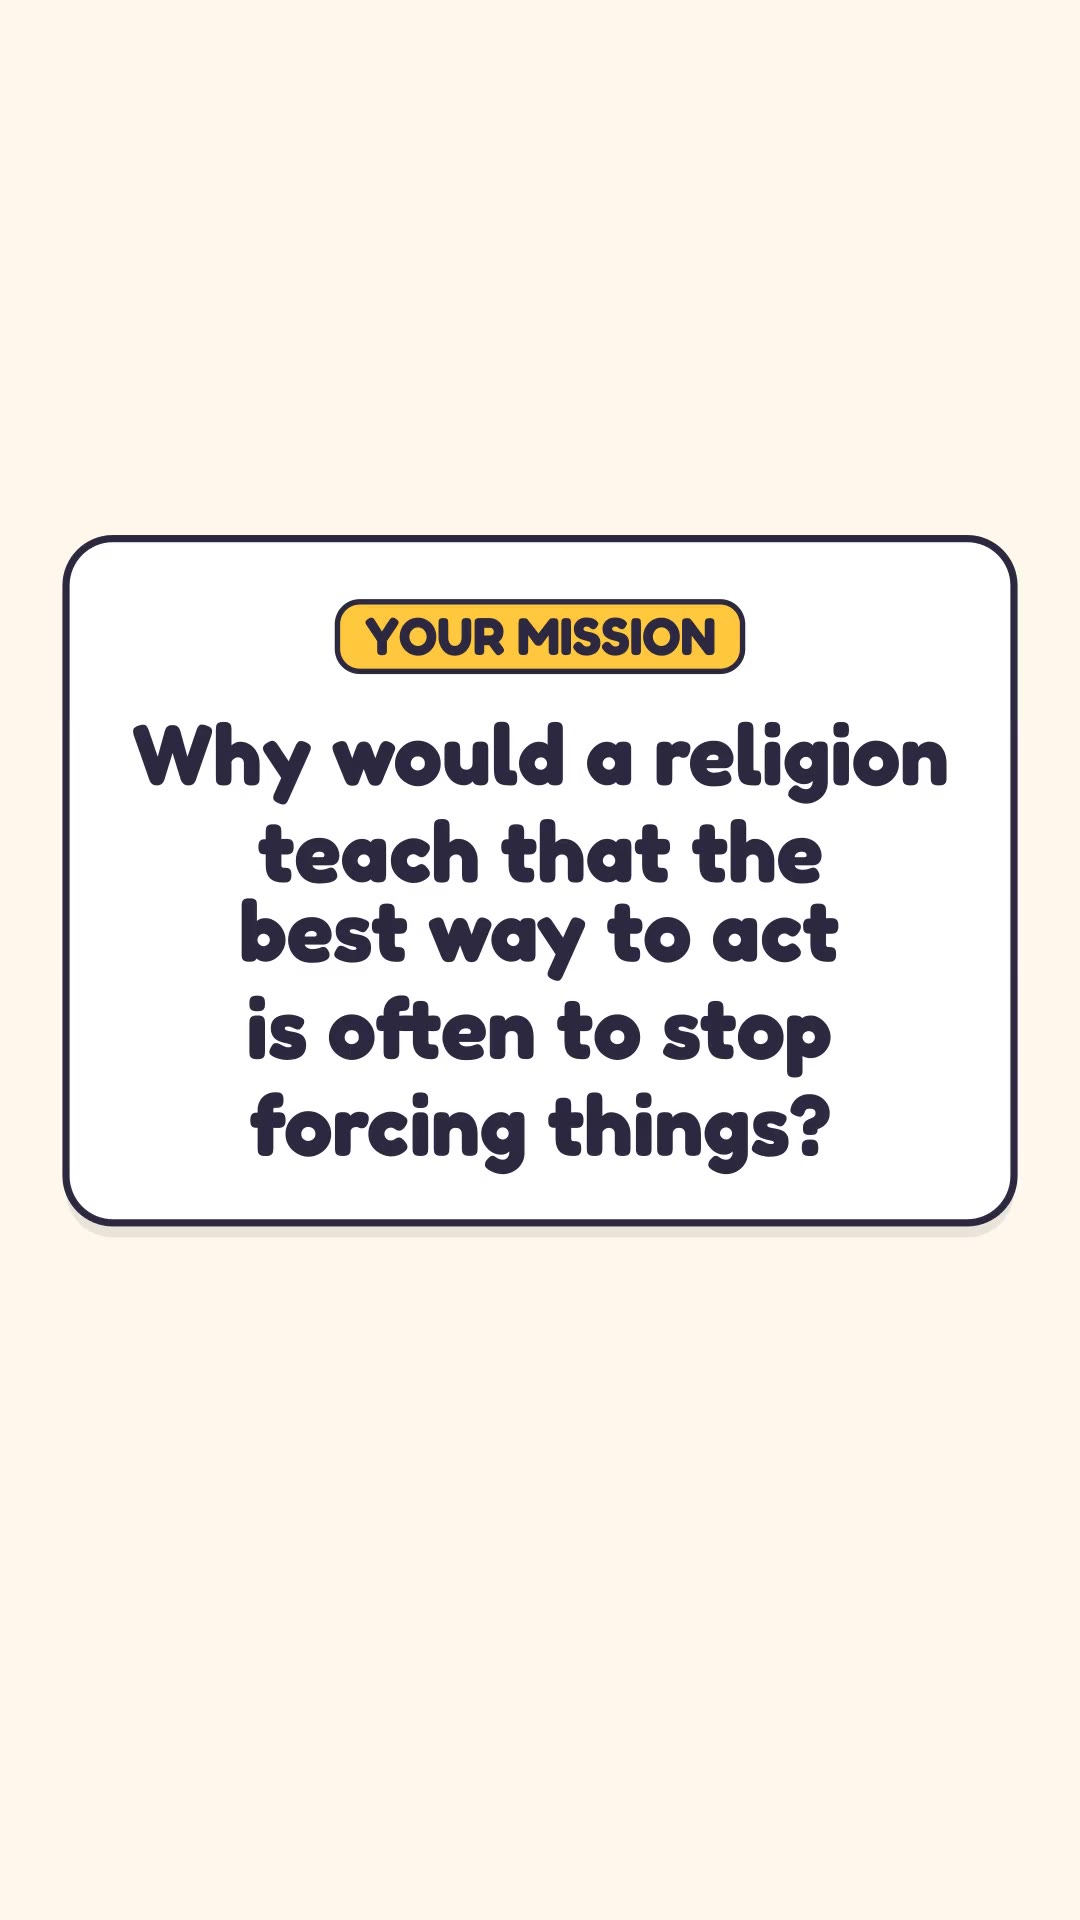 YOUR MISSION
Why would a religion
teach that the
best way to act
is often to stop
forcing things?